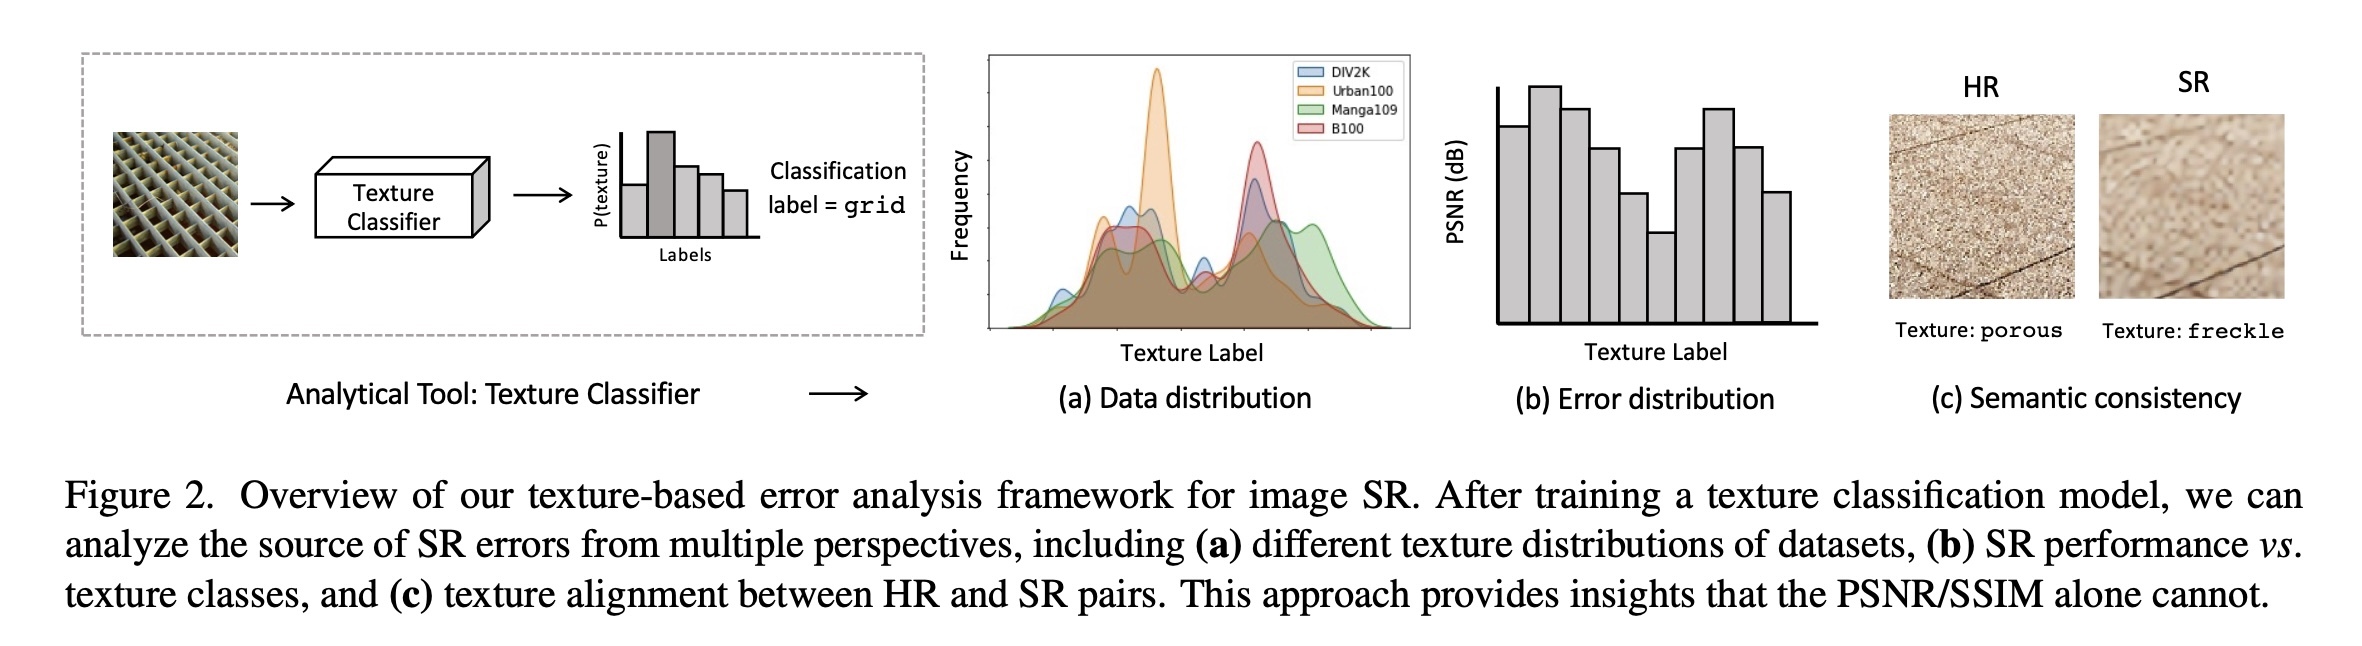 Texture
Classifier
P(texture)
Labels
Classification
label = grid
Analytical Tool: Texture Classifier
Frequency
DIV2K
Urban100
Manga109
B100
Texture Label
(a) Data distribution
PSNR (dB)
Texture Label
(b) Error distribution
HR
SR
Texture: porous
Texture: freckle
(c) Semantic consistency
Figure 2. Overview of our texture-based error analysis framework for image SR. After training a texture classification model, we can
analyze the source of SR errors from multiple perspectives, including (a) different texture distributions of datasets, (b) SR performance vs.
texture classes, and (c) texture alignment between HR and SR pairs. This approach provides insights that the PSNR/SSIM alone cannot.